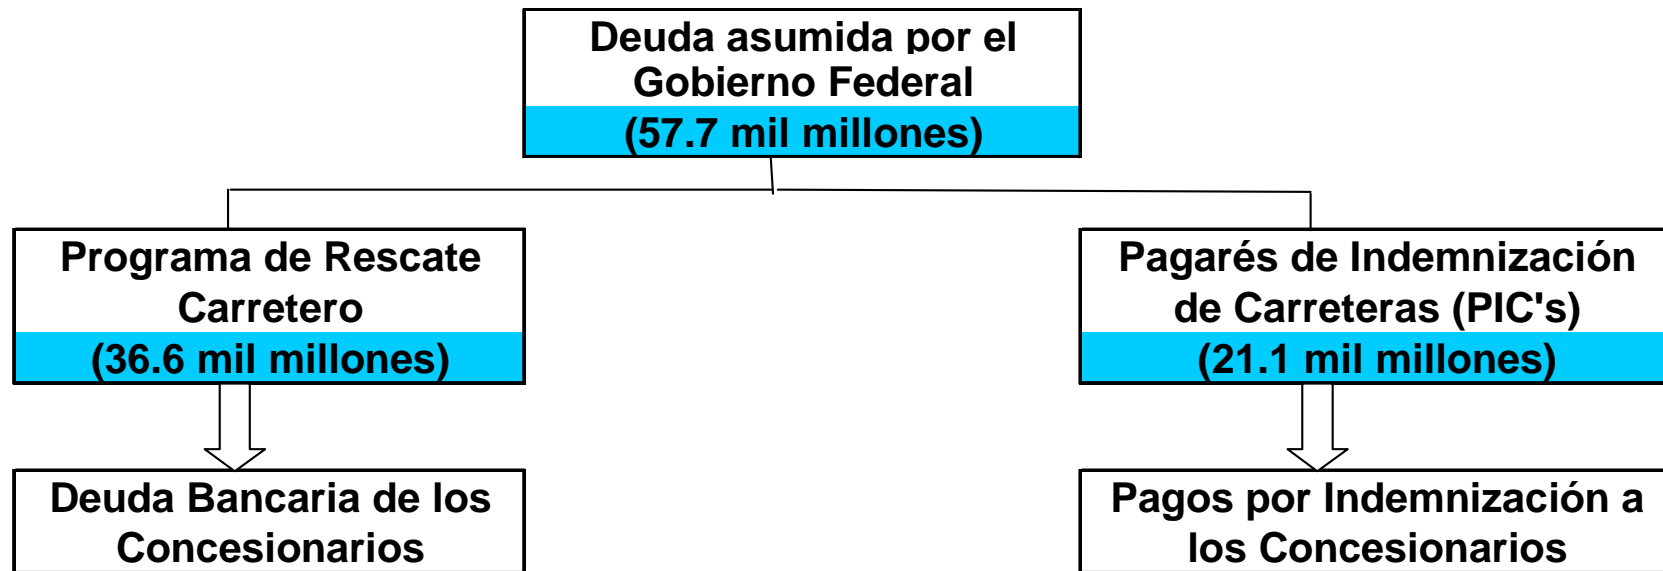 Deuda asumida por el
Gobierno Federal
(57.7 mil millones)
Programa de Rescate
Carretero
(36.6 mil millones)
Pagarés de Indemnización
de Carreteras (PIC's)
(21.1 mil millones)
Deuda Bancaria de los
Concesionarios
Pagos por Indemnización a
los Concesionarios